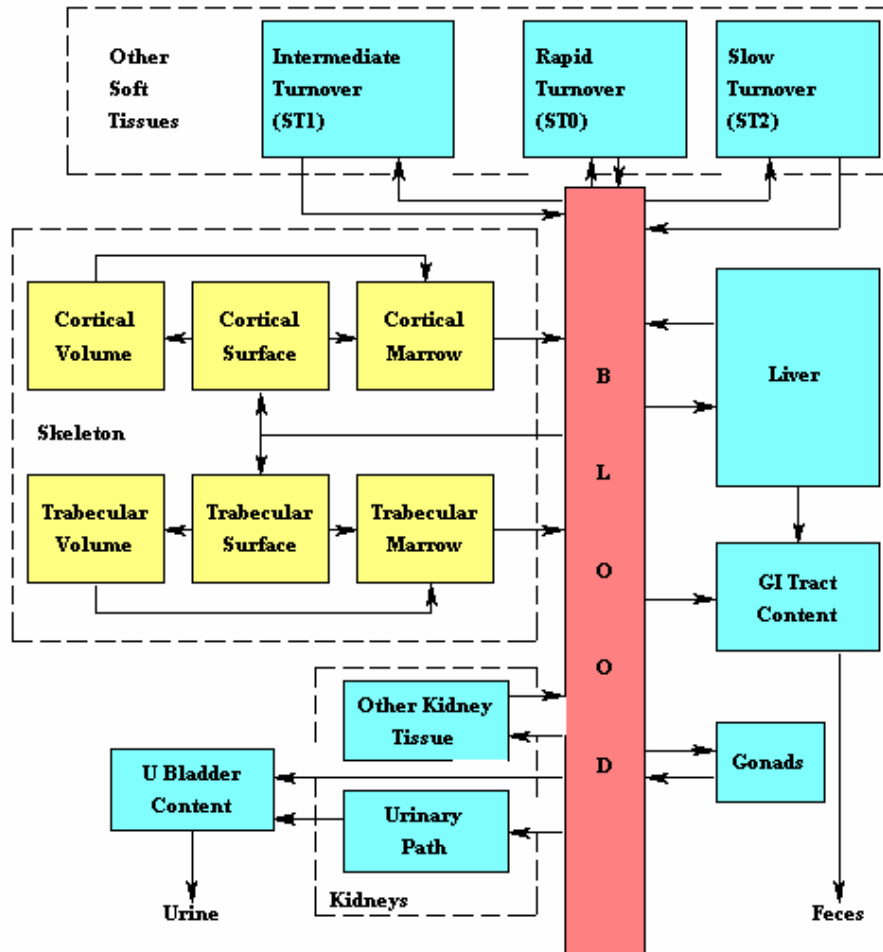 Other
Soft
Tissues
Intermediate
Turnover
(ST1)
Rapid
Turnover
(ST0)
Slow
Turnover
(ST2)
Cortical
Volume
Cortical
Surface
Cortical
Marrow
Skeleton
Trabecular
Volume
Trabecular
Surface
Trabecular
Marrow
B
L
O
O
D
Liver
GI Tract
Content
Other Kidney
Tissue
Gonads
U Bladder
Content
Urinary
Path
Kidneys
Urine
Feces